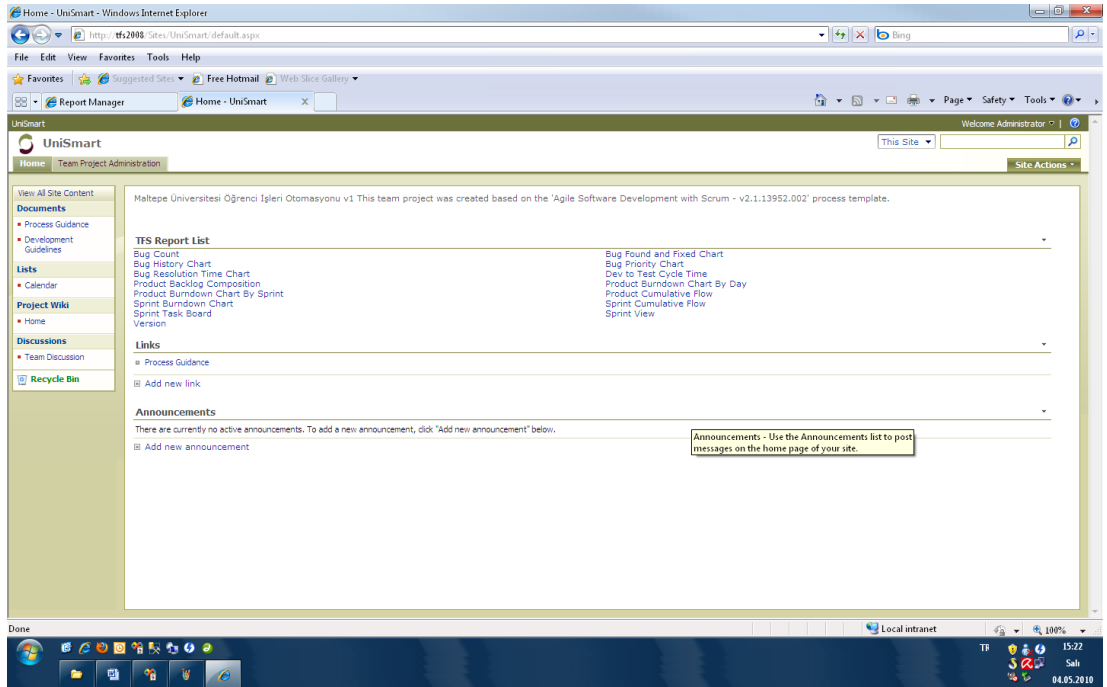 Home - UniSmart - Windows Internet Explorer
http://tfs2008/Sites/UniSmart/default.aspx
Bing
File Edit View Favorites Tools Help
Favorites Suggested Sites Free Hotmail Web Slice Gallery
Report Manager Home - UniSmart x Page Safety Tools
UniSmart Welcome Administrator
UniSmart This Site
Home Team Project Administration Site Actions
View All Site Content
Documents
Process Guidance
Development
Guidelines
Lists
Calendar
Project Wiki
Home
Discussions
Team Discussion
Recycle Bin
Maltepe Üniversitesi Öğrenci İşleri Otomasyonu v1 This team project was created based on the 'Agile Software Development with Scrum - v2.1.13952.002' process template.
TFS Report List
Bug Count Bug Found and Fixed Chart
Bug History Chart Bug Priority Chart
Bug Resolution Time Chart Dev to Test Cycle Time
Product Backlog Composition Product Burndown Chart By Day
Product Burndown Chart By Sprint Product Cumulative Flow
Sprint Burndown Chart Sprint Cumulative Flow
Sprint Task Board Sprint View
Version
Links
Process Guidance
Add new link
Announcements
There are currently no active announcements. To add a new announcement, click "Add new announcement" below.
Add new announcement
Announcements - Use the Announcements list to post
messages on the home page of your site.
Done Local intranet 100%
TR 15:22
Salı
04.05.2010